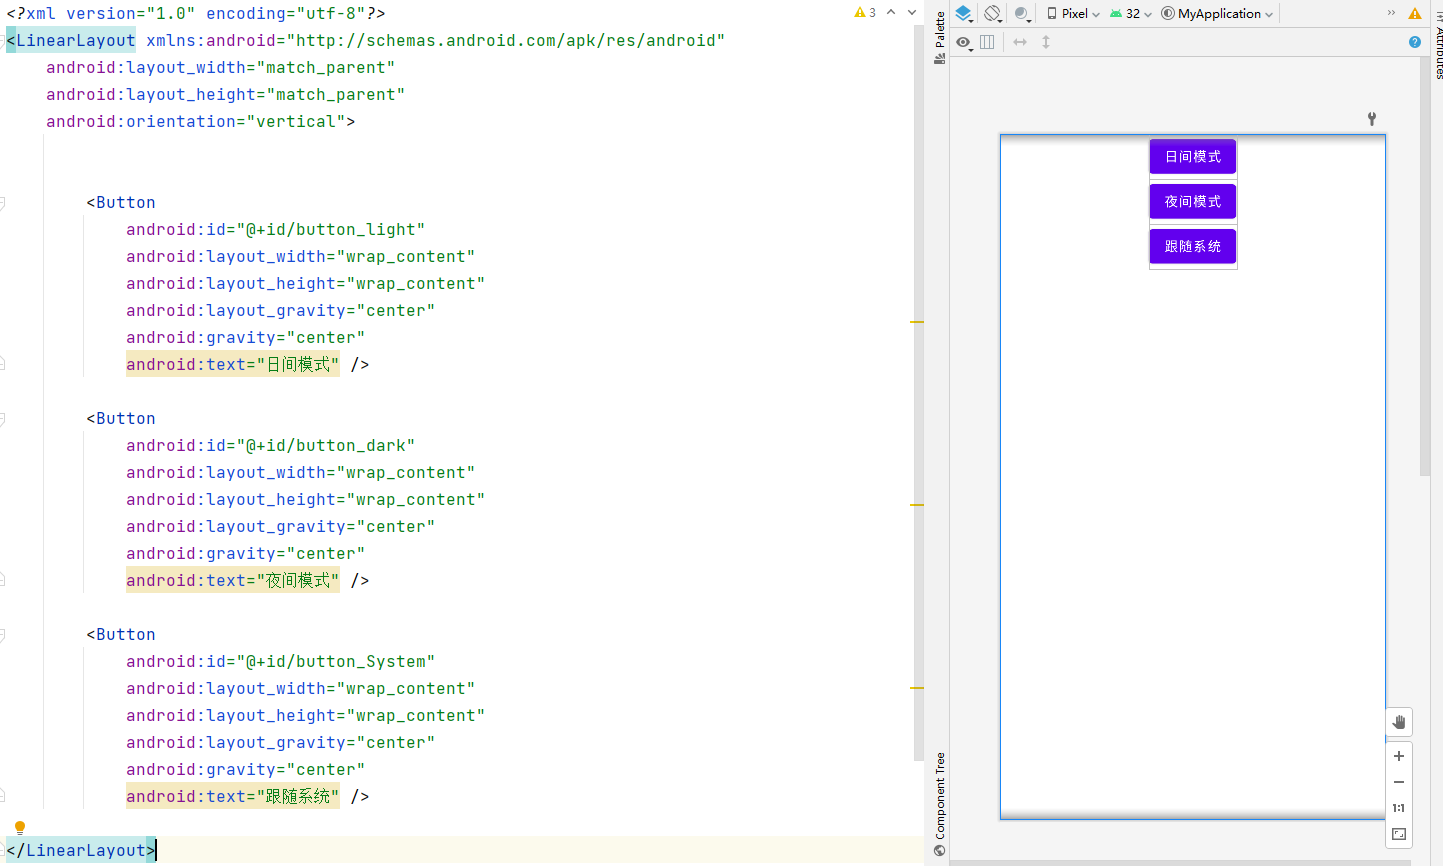 <?xml version="1.0" encoding="utf-8"?>
<LinearLayout xmlns:android="http://schemas.android.com/apk/res/android"
    android:layout_width="match_parent"
    android:layout_height="match_parent"
    android:orientation="vertical">
        <Button
            android:id="@+id/button_light"
            android:layout_width="wrap_content"
            android:layout_height="wrap_content"
            android:layout_gravity="center"
            android:gravity="center"
            android:text="日间模式" />
        <Button
            android:id="@+id/button_dark"
            android:layout_width="wrap_content"
            android:layout_height="wrap_content"
            android:layout_gravity="center"
            android:gravity="center"
            android:text="夜间模式" />
        <Button
            android:id="@+id/button_System"
            android:layout_width="wrap_content"
            android:layout_height="wrap_content"
            android:layout_gravity="center"
            android:gravity="center"
            android:text="跟随系统" />
</LinearLayout>
3
Palette
Component Tree
Pixel 32 MyApplication
日间模式
夜间模式
跟随系统
1:1
Attributes